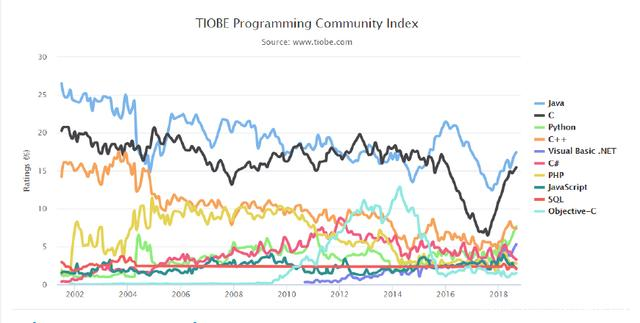 TIOBE Programming Community Index
Source: www.tiobe.com
Ratings (%)
30
25
20
15
10
5
0
2002
2004
2006
2008
2010
2012
2014
2016
2018
Java
C
Python
C++
Visual Basic .NET
C#
PHP
JavaScript
SQL
Objective-C